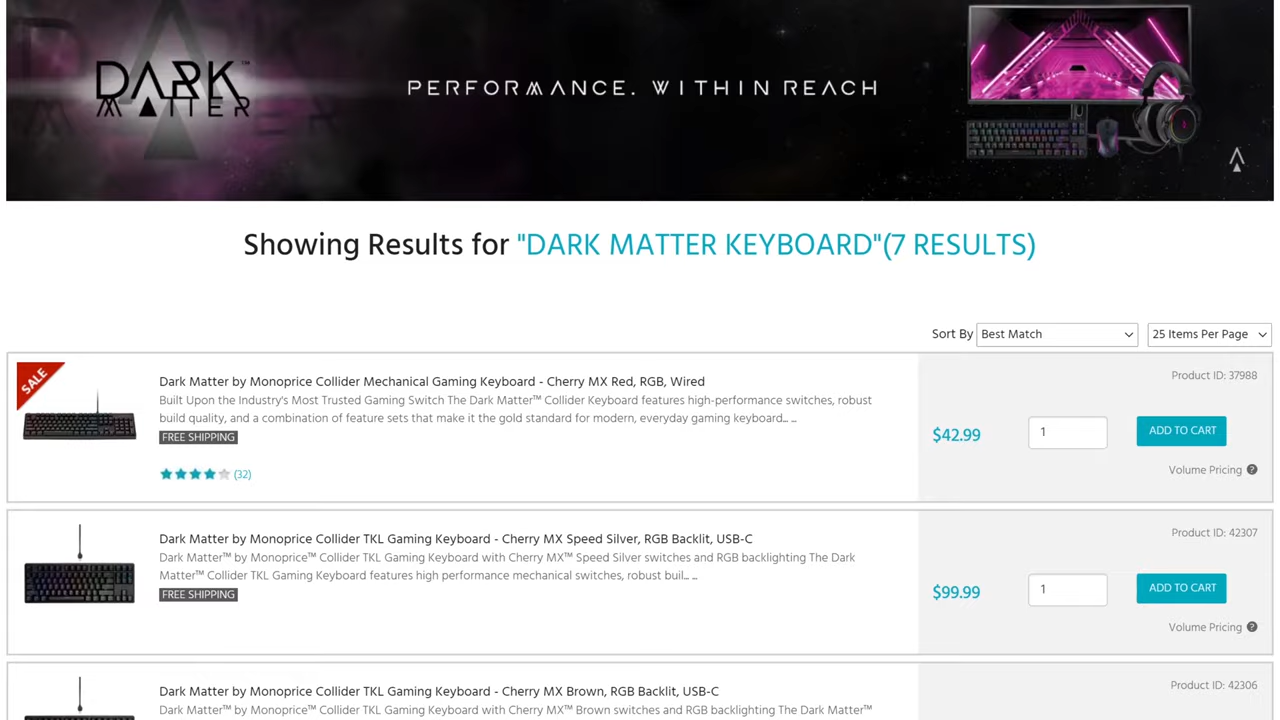 DARK
MATTER™
PERFORMANCE. WITHIN REACH
Showing Results for "DARK MATTER KEYBOARD"(7 RESULTS)
Sort By Best Match 25 Items Per Page
SALE
Dark Matter by Monoprice Collider Mechanical Gaming Keyboard - Cherry MX Red, RGB, Wired
Built Upon the Industry's Most Trusted Gaming Switch The Dark Matter™ Collider Keyboard features high-performance switches, robust
build quality, and a combination of feature sets that make it the gold standard for modern, everyday gaming keyboard... ...
FREE SHIPPING
(32)
Product ID: 37988
$42.99 1 ADD TO CART
Volume Pricing ?
Dark Matter by Monoprice Collider TKL Gaming Keyboard - Cherry MX Speed Silver, RGB Backlit, USB-C
Dark Matter™ by Monoprice™ Collider TKL Gaming Keyboard with Cherry MX™ Speed Silver switches and RGB backlighting The Dark
Matter™ Collider TKL Gaming Keyboard features high performance mechanical switches, robust buil... ...
FREE SHIPPING
Product ID: 42307
$99.99 1 ADD TO CART
Volume Pricing ?
Dark Matter by Monoprice Collider TKL Gaming Keyboard - Cherry MX Brown, RGB Backlit, USB-C
Dark Matter™ by Monoprice™ Collider TKL Gaming Keyboard with Cherry MX™ Brown switches and RGB backlighting The Dark Matter™
Product ID: 42306